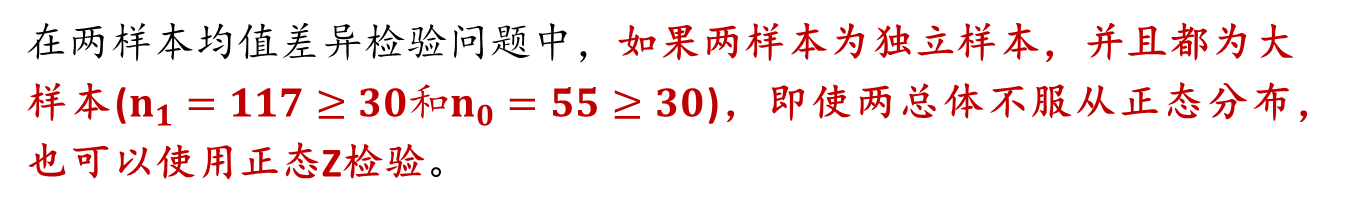 在两样本均值差异检验问题中，如果两样本为独立样本，并且都为大
样本(n₁ = 117 ≥ 30和n₀ = 55 ≥ 30)，即使两总体不服从正态分布，
也可以使用正态Z检验。